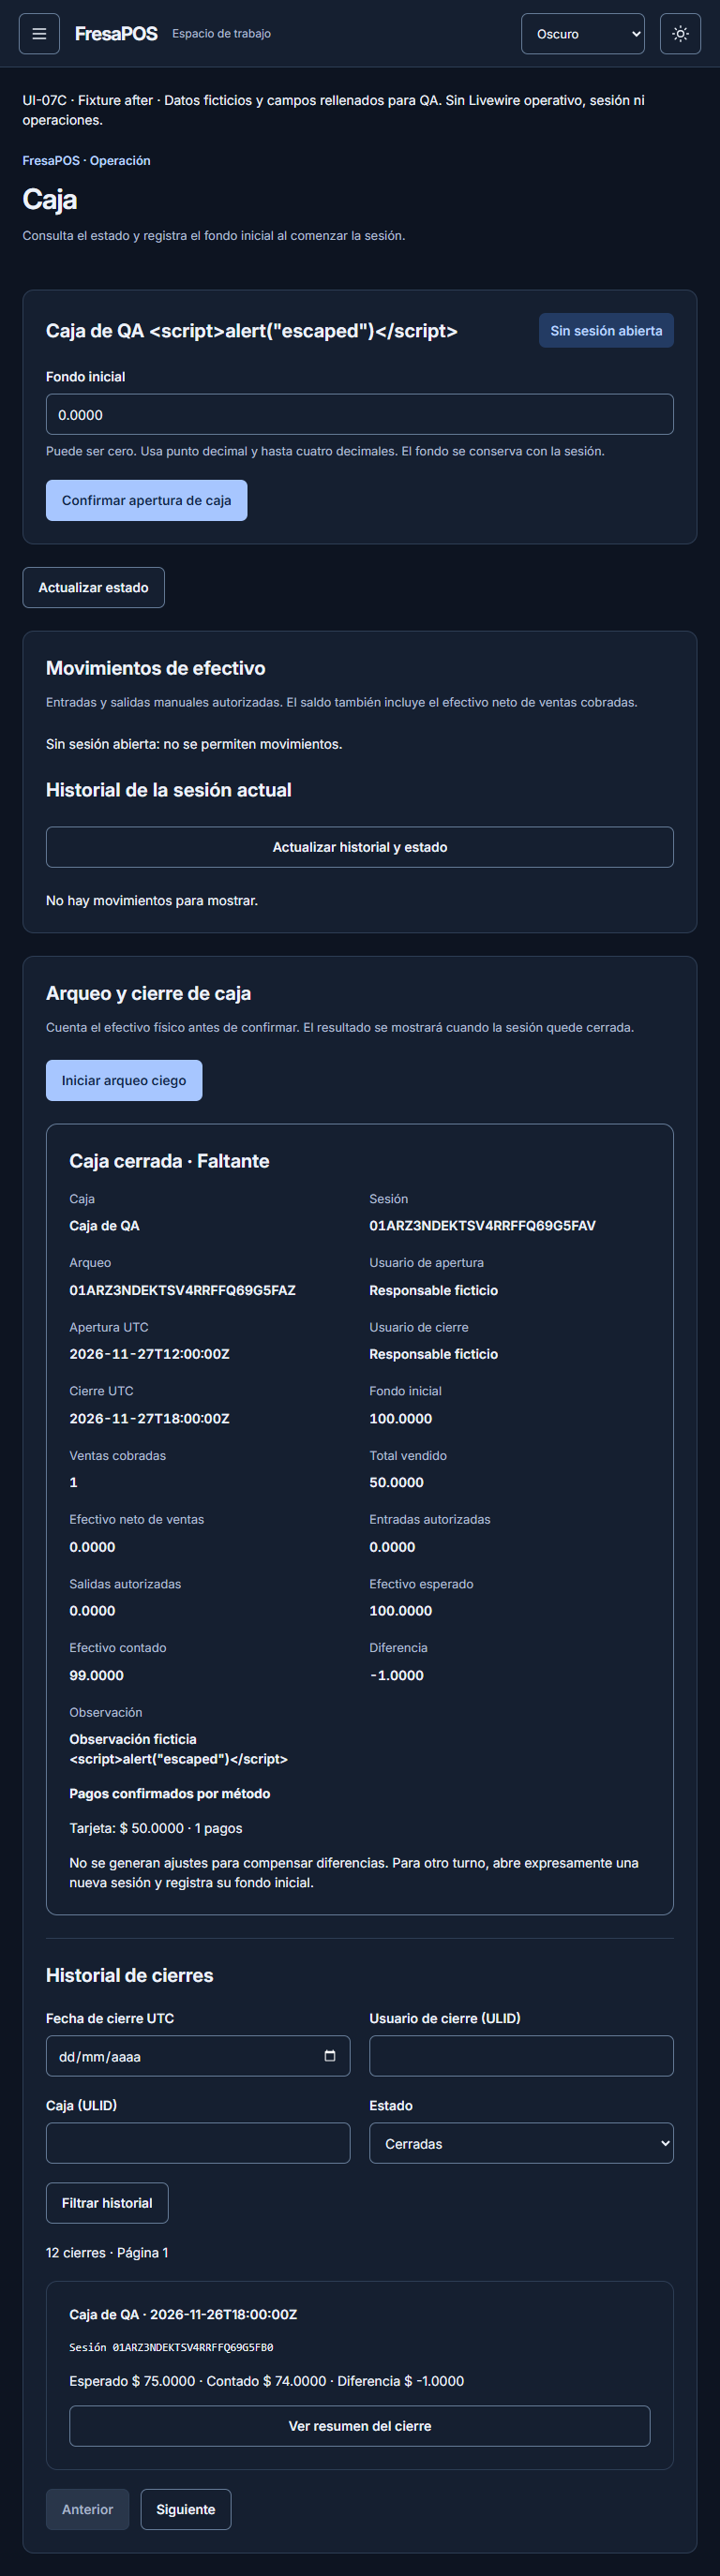 FresaPOS Espacio de trabajo Oscuro
UI-07C · Fixture after · Datos ficticios y campos rellenados para QA. Sin Livewire operativo, sesión ni
operaciones.
FresaPOS · Operación
Caja
Consulta el estado y registra el fondo inicial al comenzar la sesión.
Caja de QA <script>alert("escaped")</script> Sin sesión abierta
Fondo inicial
0.0000
Puede ser cero. Usa punto decimal y hasta cuatro decimales. El fondo se conserva con la sesión.
Confirmar apertura de caja
Actualizar estado
Movimientos de efectivo
Entradas y salidas manuales autorizadas. El saldo también incluye el efectivo neto de ventas cobradas.
Sin sesión abierta: no se permiten movimientos.
Historial de la sesión actual
Actualizar historial y estado
No hay movimientos para mostrar.
Arqueo y cierre de caja
Cuenta el efectivo físico antes de confirmar. El resultado se mostrará cuando la sesión quede cerrada.
Iniciar arqueo ciego
Caja cerrada · Faltante
Caja Sesión
Caja de QA 01ARZ3NDEKTSV4RRFFQ69G5FAV
Arqueo Usuario de apertura
01ARZ3NDEKTSV4RRFFQ69G5FAZ Responsable ficticio
Apertura UTC Usuario de cierre
2026-11-27T12:00:00Z Responsable ficticio
Cierre UTC Fondo inicial
2026-11-27T18:00:00Z 100.0000
Ventas cobradas Total vendido
1 50.0000
Efectivo neto de ventas Entradas autorizadas
0.0000 0.0000
Salidas autorizadas Efectivo esperado
0.0000 100.0000
Efectivo contado Diferencia
99.0000 -1.0000
Observación
Observación ficticia
<script>alert("escaped")</script>
Pagos confirmados por método
Tarjeta: $ 50.0000 · 1 pagos
No se generan ajustes para compensar diferencias. Para otro turno, abre expresamente una
nueva sesión y registra su fondo inicial.
Historial de cierres
Fecha de cierre UTC Usuario de cierre (ULID)
dd/mm/aaaa
Caja (ULID) Estado
Cerradas
Filtrar historial
12 cierres · Página 1
Caja de QA · 2026-11-26T18:00:00Z
Sesión 01ARZ3NDEKTSV4RRFFQ69G5FB0
Esperado $ 75.0000 · Contado $ 74.0000 · Diferencia $ -1.0000
Ver resumen del cierre
Anterior Siguiente